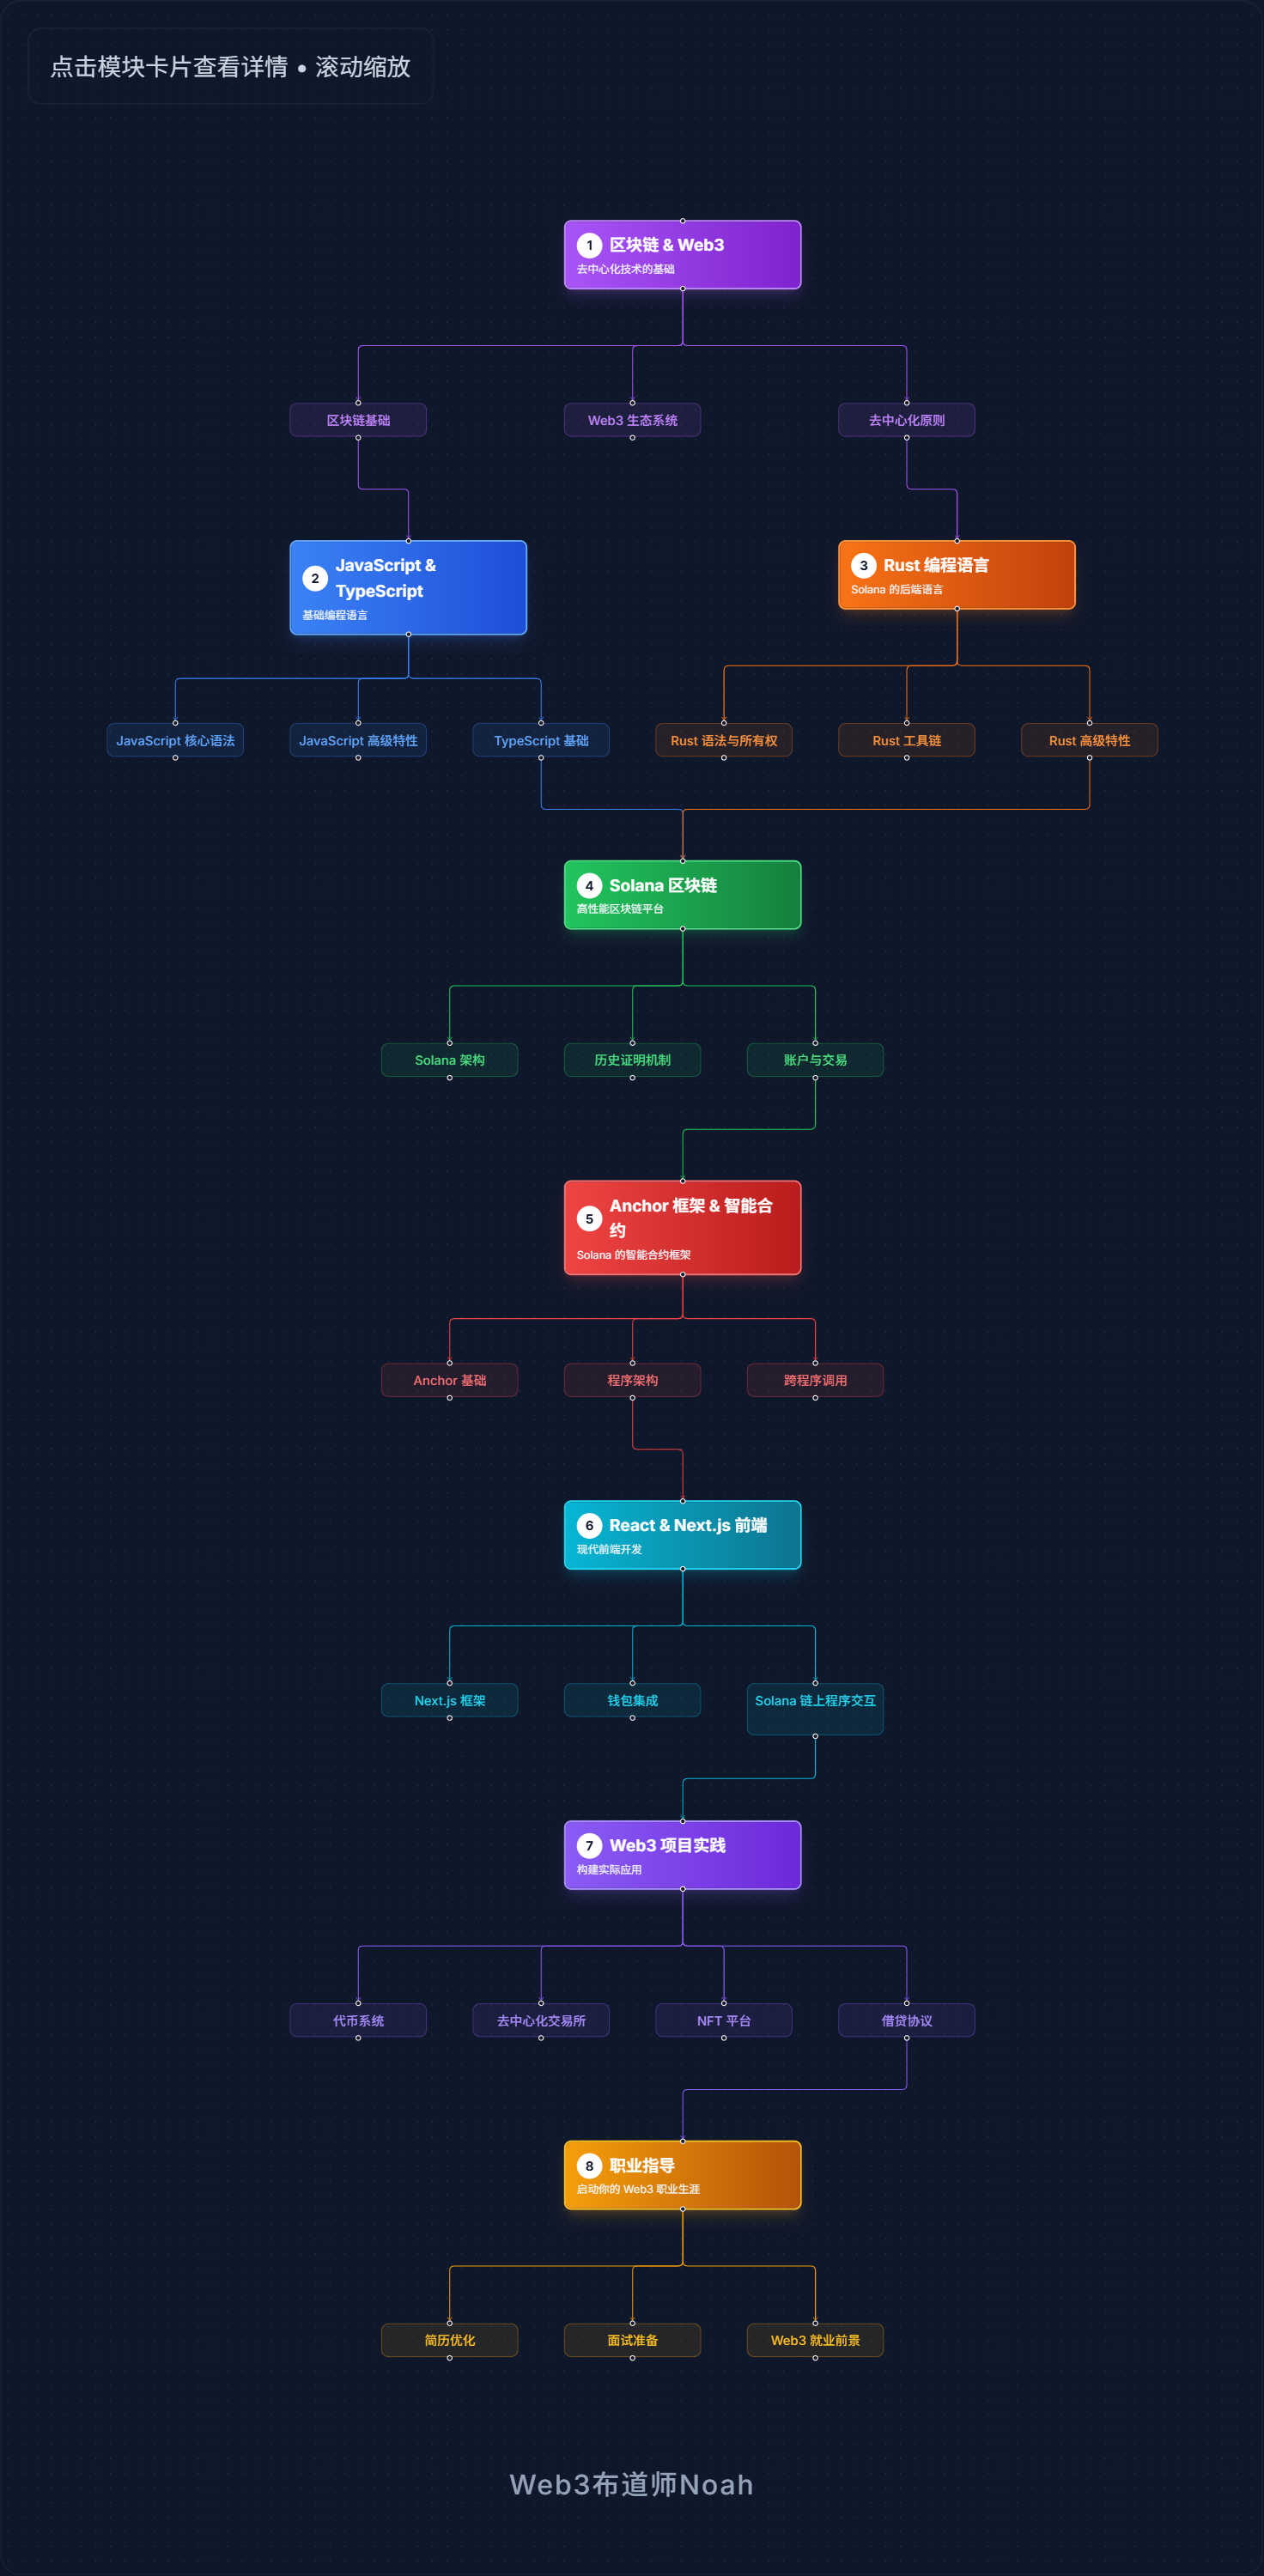 点击模块卡片查看详情 • 滚动缩放
1 区块链 & Web3
去中心化技术的基础
区块链基础
Web3 生态系统
去中心化原则
2 JavaScript &
TypeScript
基础编程语言
3 Rust 编程语言
Solana 的后端语言
JavaScript 核心语法
JavaScript 高级特性
TypeScript 基础
Rust 语法与所有权
Rust 工具链
Rust 高级特性
4 Solana 区块链
高性能区块链平台
Solana 架构
历史证明机制
账户与交易
5 Anchor 框架 & 智能合
约
Solana 的智能合约框架
Anchor 基础
程序架构
跨程序调用
6 React & Next.js 前端
现代前端开发
Next.js 框架
钱包集成
Solana 链上程序交互
7 Web3 项目实践
构建实际应用
代币系统
去中心化交易所
NFT 平台
借贷协议
8 职业指导
启动你的 Web3 职业生涯
简历优化
面试准备
Web3 就业前景
Web3布道师Noah